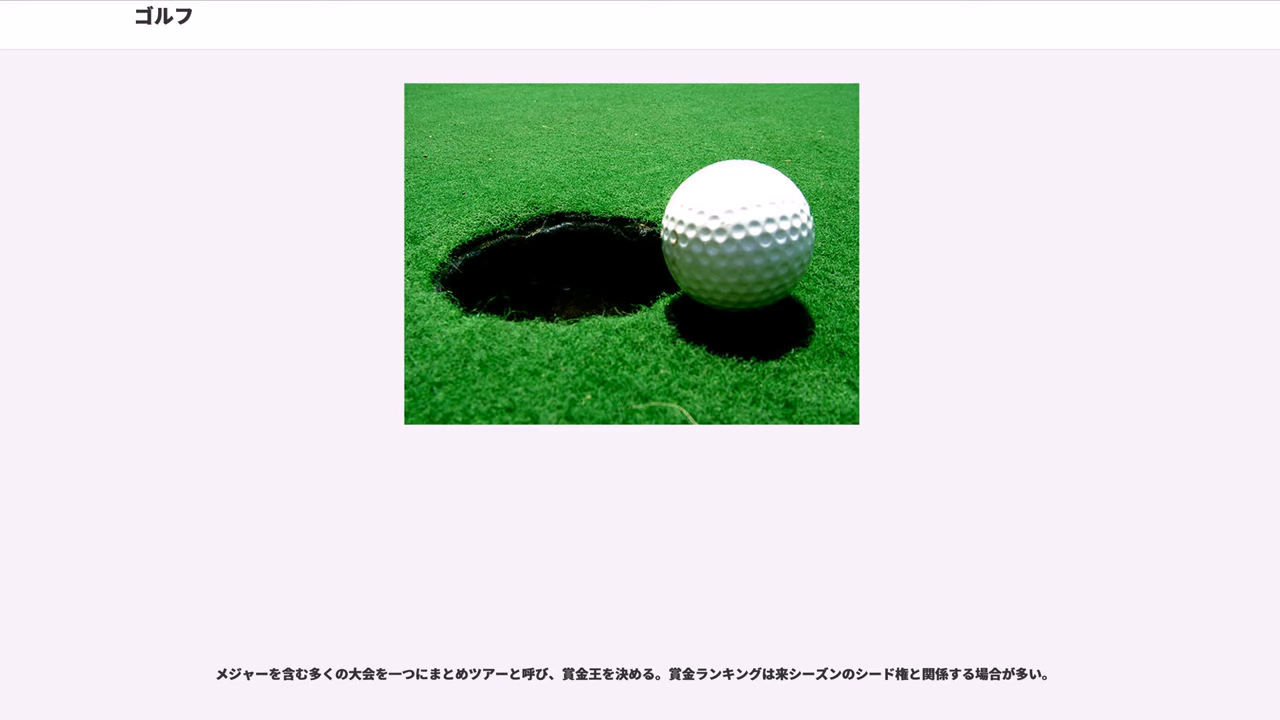 ゴルフ
メジャーを含む多くの大会を一つにまとめツアーと呼び、賞金王を決める。賞金ランキングは来シーズンのシード権と関係する場合が多い。